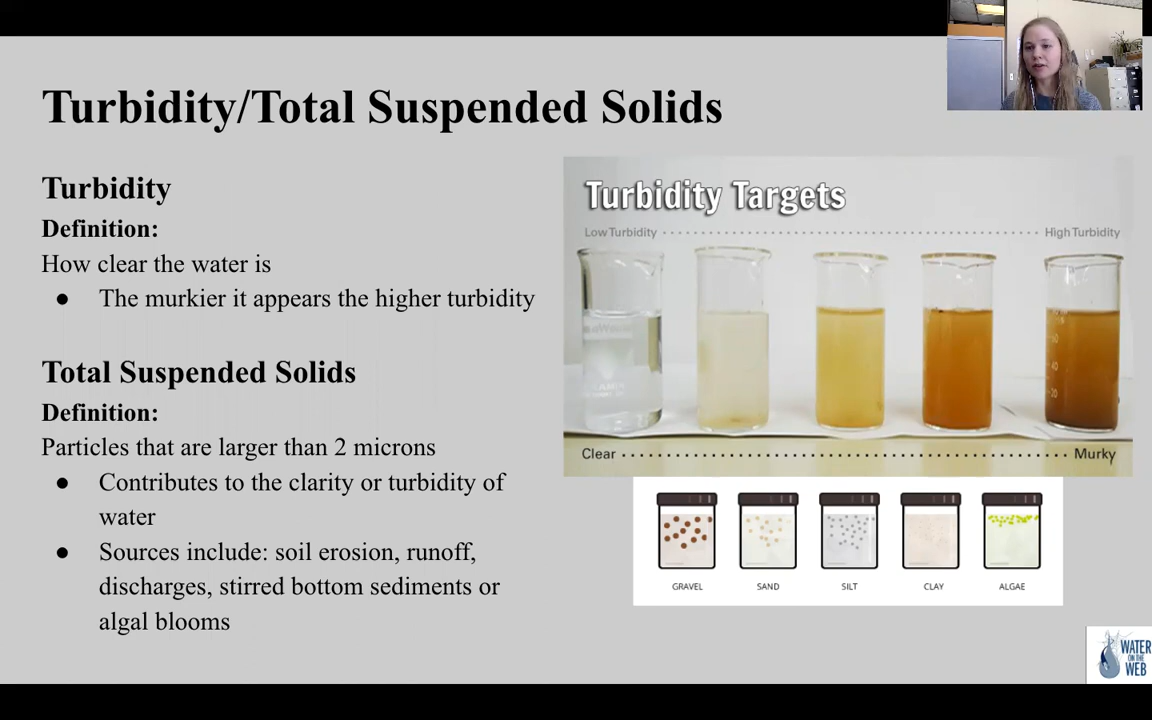 Turbidity/Total Suspended Solids
Turbidity
Definition:
How clear the water is
● The murkier it appears the higher turbidity
Total Suspended Solids
Definition:
Particles that are larger than 2 microns
● Contributes to the clarity or turbidity of
water
● Sources include: soil erosion, runoff,
discharges, stirred bottom sediments or
algal blooms
Turbidity Targets
Low Turbidity
High Turbidity
Clear
Murky
GRAVEL
SAND
SILT
CLAY
ALGAE
WATER
ON THE
WEB